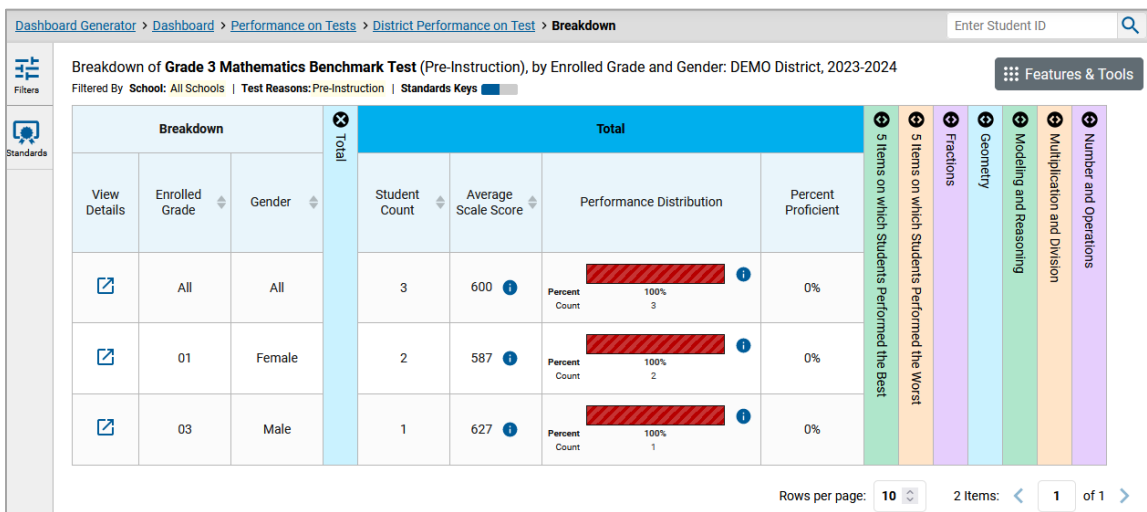 Dashboard Generator > Dashboard > Performance on Tests > District Performance on Test > Breakdown
Enter Student ID
Filters
Standards
Breakdown of Grade 3 Mathematics Benchmark Test (Pre-Instruction), by Enrolled Grade and Gender: DEMO District, 2023-2024
Filtered By School: All Schools | Test Reasons: Pre-Instruction | Standards Keys
Features & Tools
Breakdown
Total
Total
View Details
Enrolled Grade
Gender
Student Count
Average Scale Score
Performance Distribution
Percent Proficient
5 Items on which Students Performed the Best
5 Items on which Students Performed the Worst
Fractions
Geometry
Modeling and Reasoning
Multiplication and Division
Number and Operations
All All 3 600 0%
Percent 100%
Count 3
01 Female 2 587 0%
Percent 100%
Count 2
03 Male 1 627 0%
Percent 100%
Count 1
Rows per page: 10 2 Items: 1 of 1